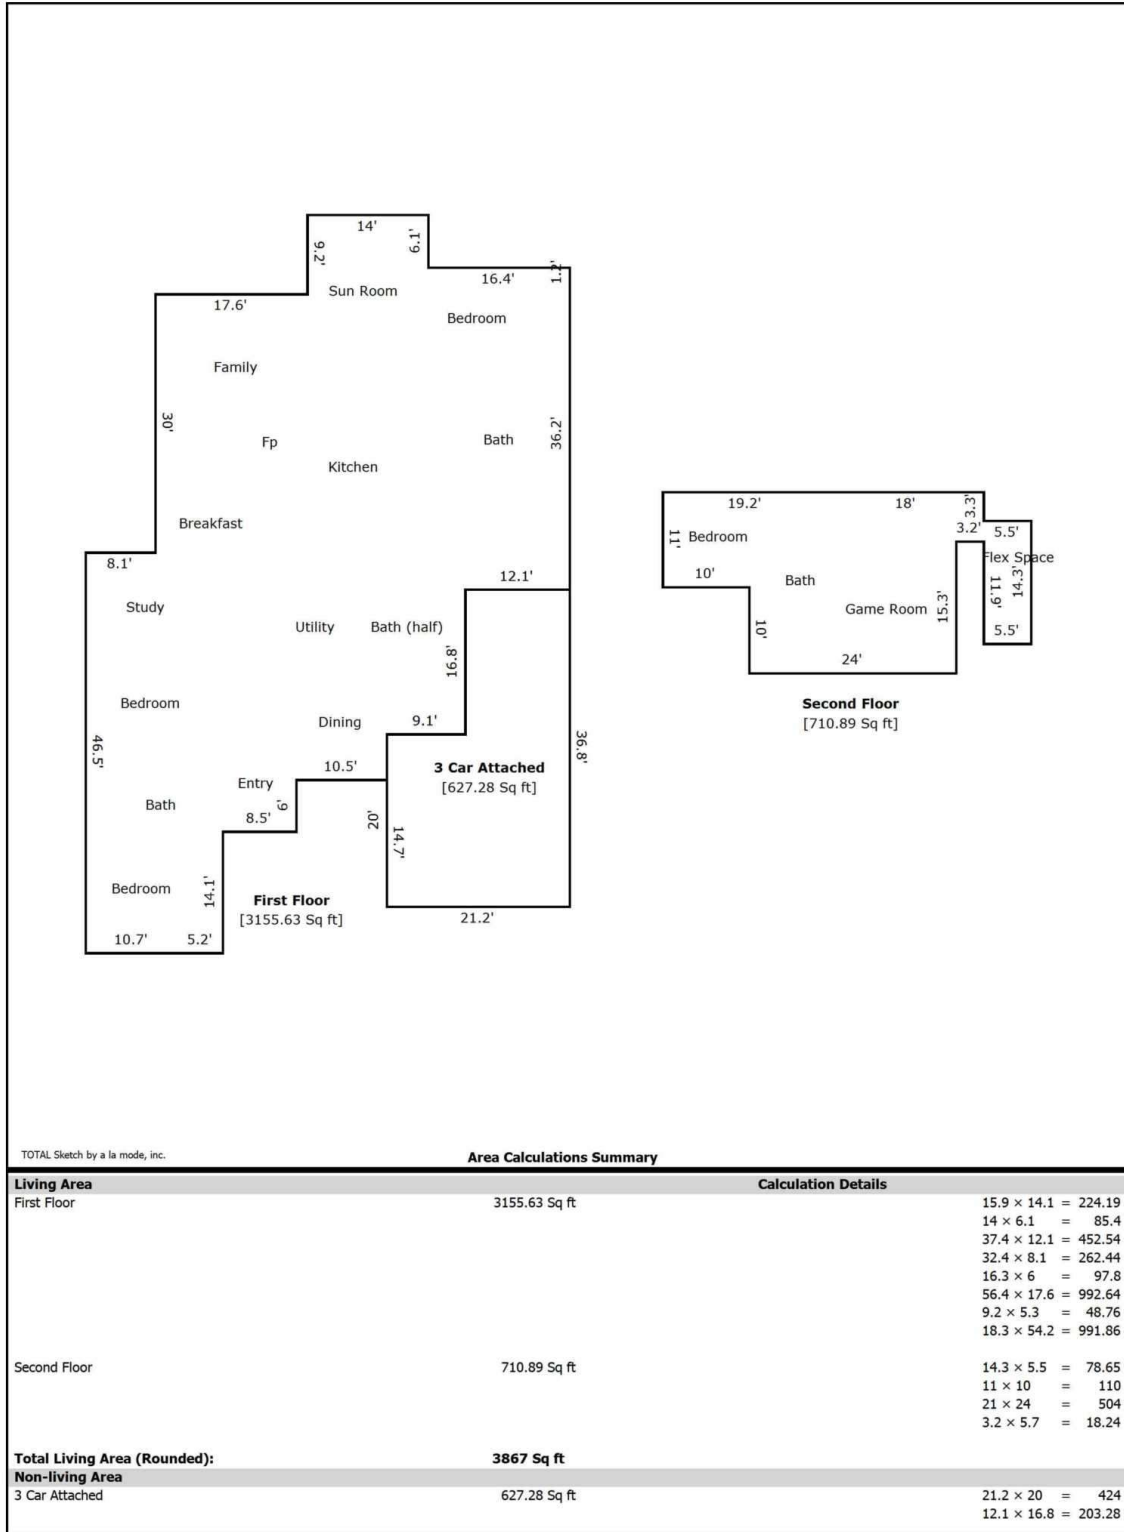 14'
9.2'
6.1'
16.4'
1.2'
17.6'
Sun Room
Bedroom
Family
30'
Fp
Kitchen
Bath
36.2'
Breakfast
8.1'
12.1'
Study
Utility
Bath (half)
16.8'
Bedroom
Dining
9.1'
46.5'
10.5'
3 Car Attached
[627.28 Sq ft]
36.8'
Entry
6'
Bath
8.5'
20'
14.7'
Bedroom
14.1'
First Floor
[3155.63 Sq ft]
21.2'
10.7'
5.2'
19.2'
18'
3.3'
3.2'
5.5'
11'
Bedroom
Flex Space
10'
Bath
11.9'
14.3'
Game Room
15.3'
10'
5.5'
24'
Second Floor
[710.89 Sq ft]
TOTAL Sketch by a la mode, inc.
Area Calculations Summary
Living Area Calculation Details
First Floor 3155.63 Sq ft 15.9 × 14.1 = 224.19
14 × 6.1 = 85.4
37.4 × 12.1 = 452.54
32.4 × 8.1 = 262.44
16.3 × 6 = 97.8
56.4 × 17.6 = 992.64
9.2 × 5.3 = 48.76
18.3 × 54.2 = 991.86
Second Floor 710.89 Sq ft 14.3 × 5.5 = 78.65
11 × 10 = 110
21 × 24 = 504
3.2 × 5.7 = 18.24
Total Living Area (Rounded): 3867 Sq ft
Non-living Area
3 Car Attached 627.28 Sq ft 21.2 × 20 = 424
12.1 × 16.8 = 203.28